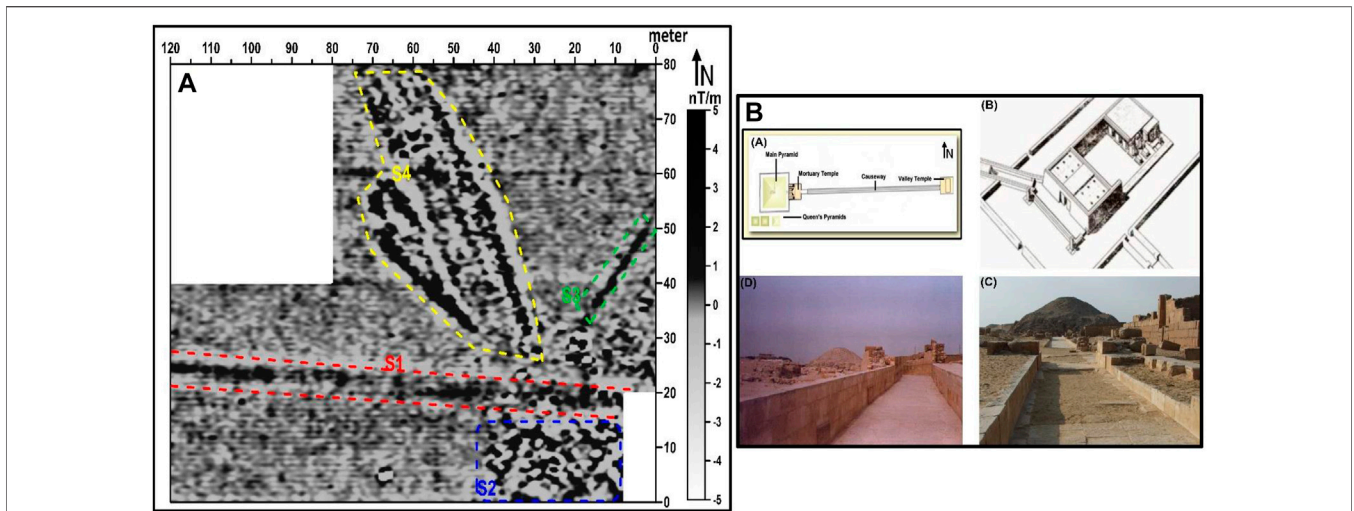 meter
120 110 100 90 80 70 60 50 40 30 20 10 0
A
N
nT/m
80
70
60
50
40
30
20
10
0
5
4
3
2
1
0
-1
-2
-3
-4
-5
S4
S3
S1
S2
B
(A)
N
Main Pyramid
Mortuary Temple
Causeway
Valley Temple
Queen's Pyramids
(B)
(D)
(C)